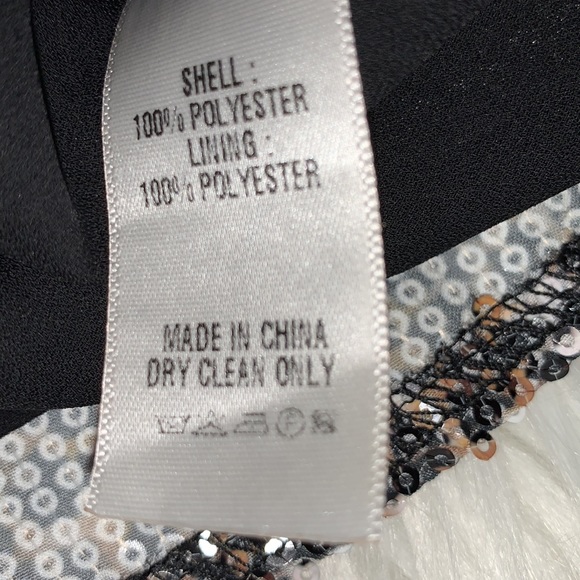 SHELL :
100% POLYESTER
LINING :
100% POLYESTER
MADE IN CHINA
DRY CLEAN ONLY